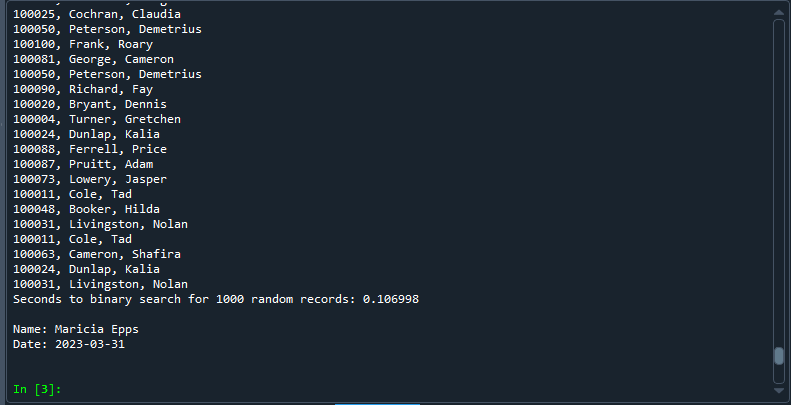 100025, Cochran, Claudia
100050, Peterson, Demetrius
100100, Frank, Roary
100081, George, Cameron
100050, Peterson, Demetrius
100090, Richard, Fay
100020, Bryant, Dennis
100004, Turner, Gretchen
100024, Dunlap, Kalia
100088, Ferrell, Price
100087, Pruitt, Adam
100073, Lowery, Jasper
100011, Cole, Tad
100048, Booker, Hilda
100031, Livingston, Nolan
100011, Cole, Tad
100063, Cameron, Shafira
100024, Dunlap, Kalia
100031, Livingston, Nolan
Seconds to binary search for 1000 random records: 0.106998
Name: Maricia Epps
Date: 2023-03-31
In [3]: